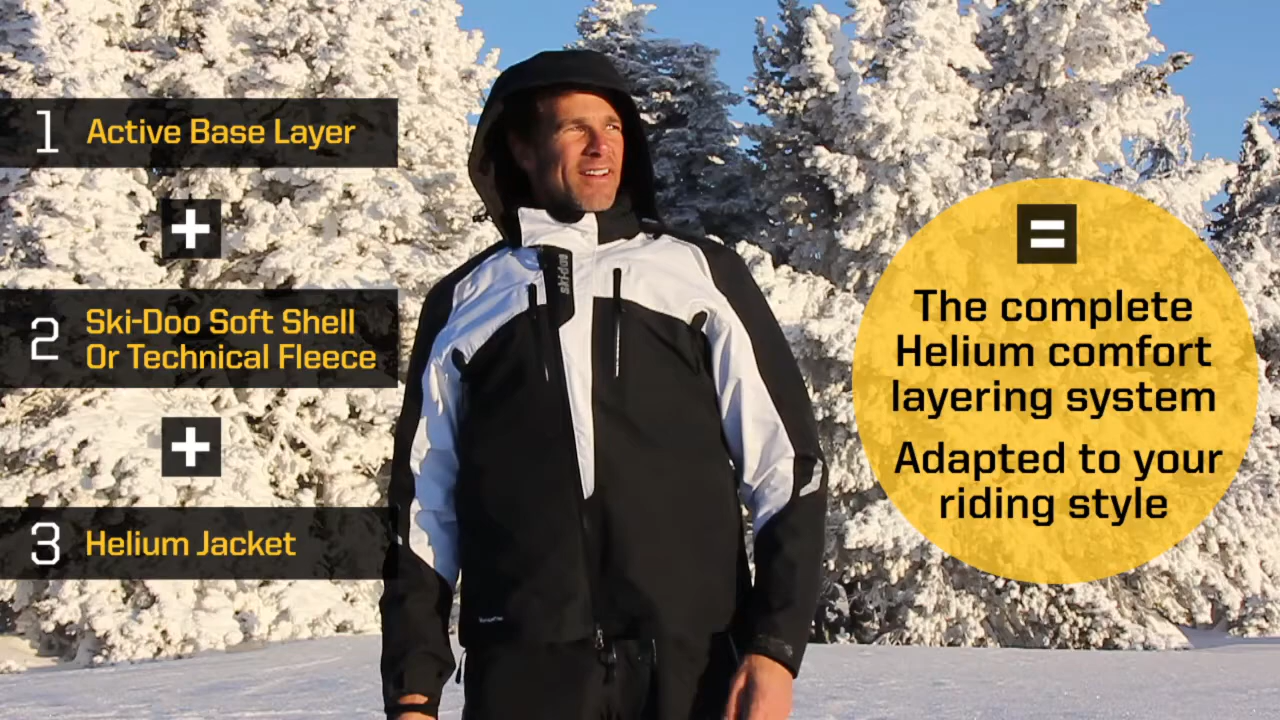 1 Active Base Layer
+
2 Ski-Doo Soft Shell
Or Technical Fleece
+
3 Helium Jacket
ski-doo
=
The complete
Helium comfort
layering system
Adapted to your
riding style